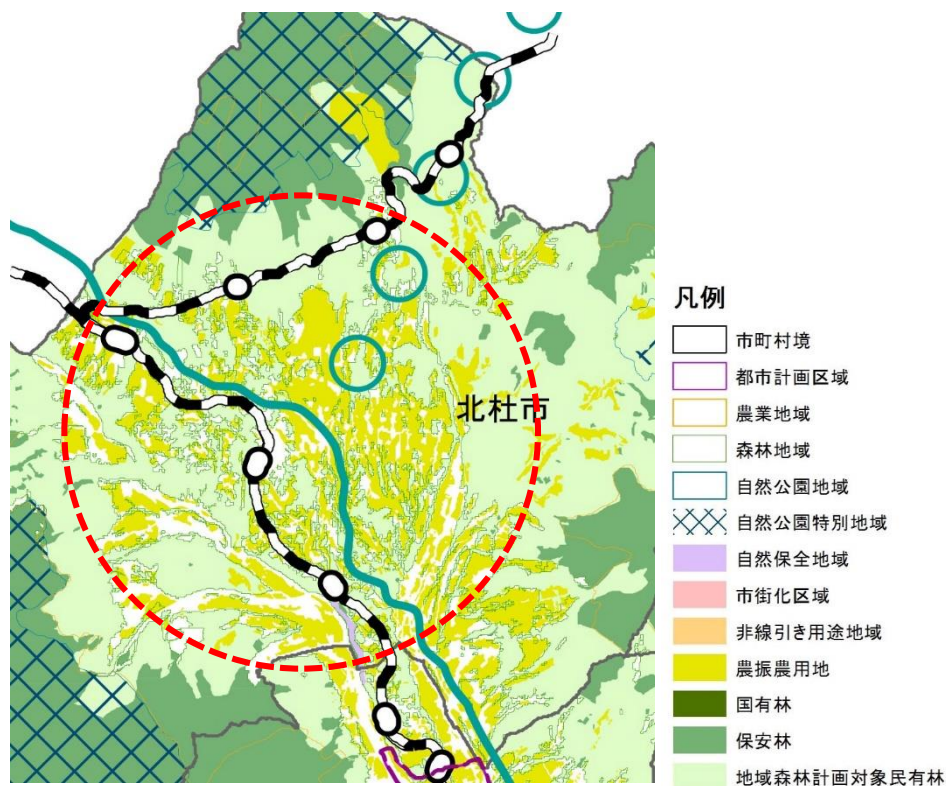 北杜市
凡例
市町村境
都市計画区域
農業地域
森林地域
自然公園地域
自然公園特別地域
自然保全地域
市街化区域
非線引き用途地域
農振農用地
国有林
保安林
地域森林計画対象民有林